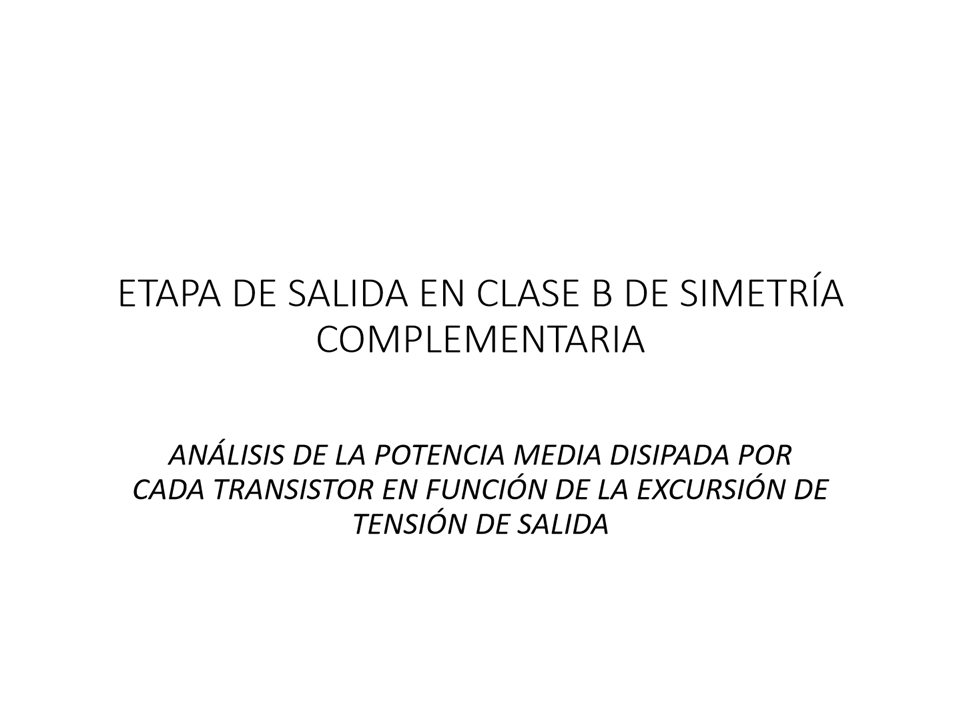 ETAPA DE SALIDA EN CLASE B DE SIMETRÍA
COMPLEMENTARIA
ANÁLISIS DE LA POTENCIA MEDIA DISIPADA POR
CADA TRANSISTOR EN FUNCIÓN DE LA EXCURSIÓN DE
TENSIÓN DE SALIDA